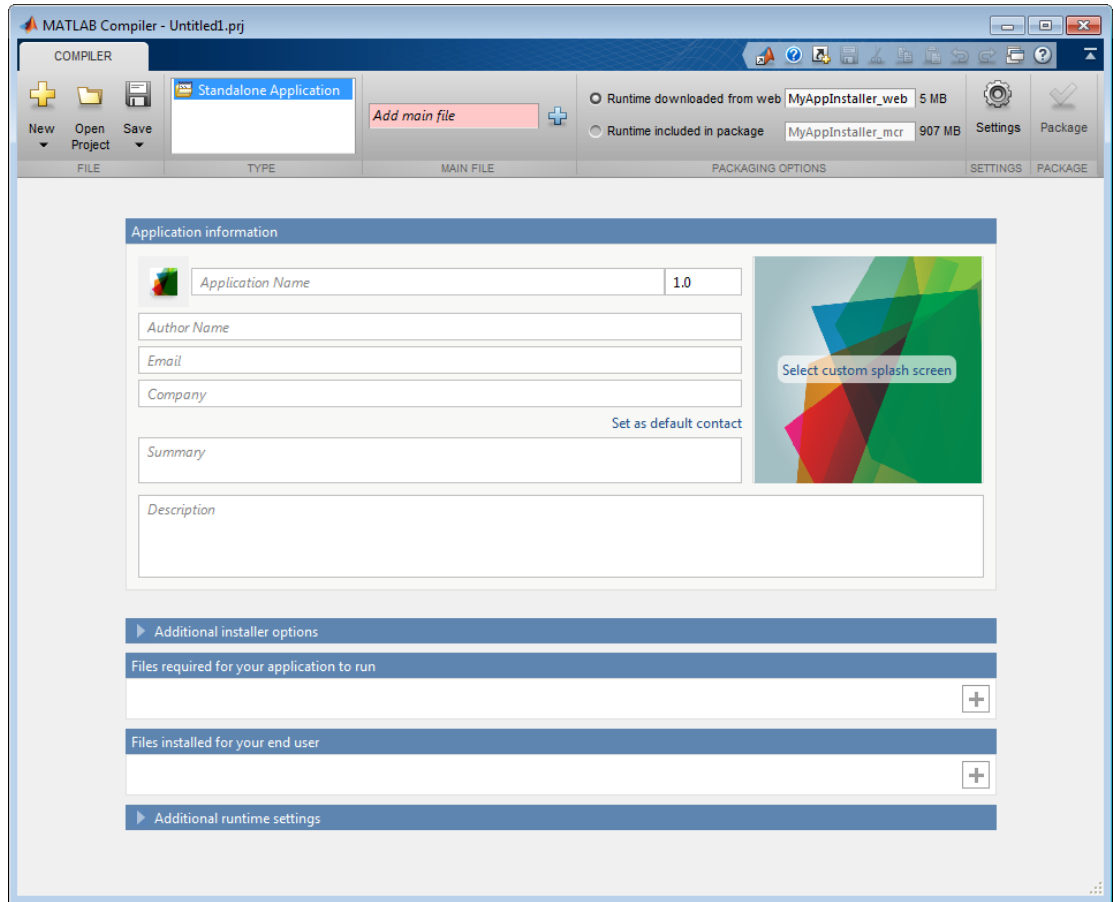 MATLAB Compiler - Untitled1.prj
COMPILER
New
Open Project
Save
FILE
Standalone Application
TYPE
Add main file
MAIN FILE
Runtime downloaded from web MyAppInstaller_web 5 MB
Runtime included in package MyAppInstaller_mcr 907 MB
PACKAGING OPTIONS
Settings
SETTINGS
Package
PACKAGE
Application information
Application Name 1.0
Author Name
Email
Company
Set as default contact
Summary
Select custom splash screen
Description
Additional installer options
Files required for your application to run
Files installed for your end user
Additional runtime settings